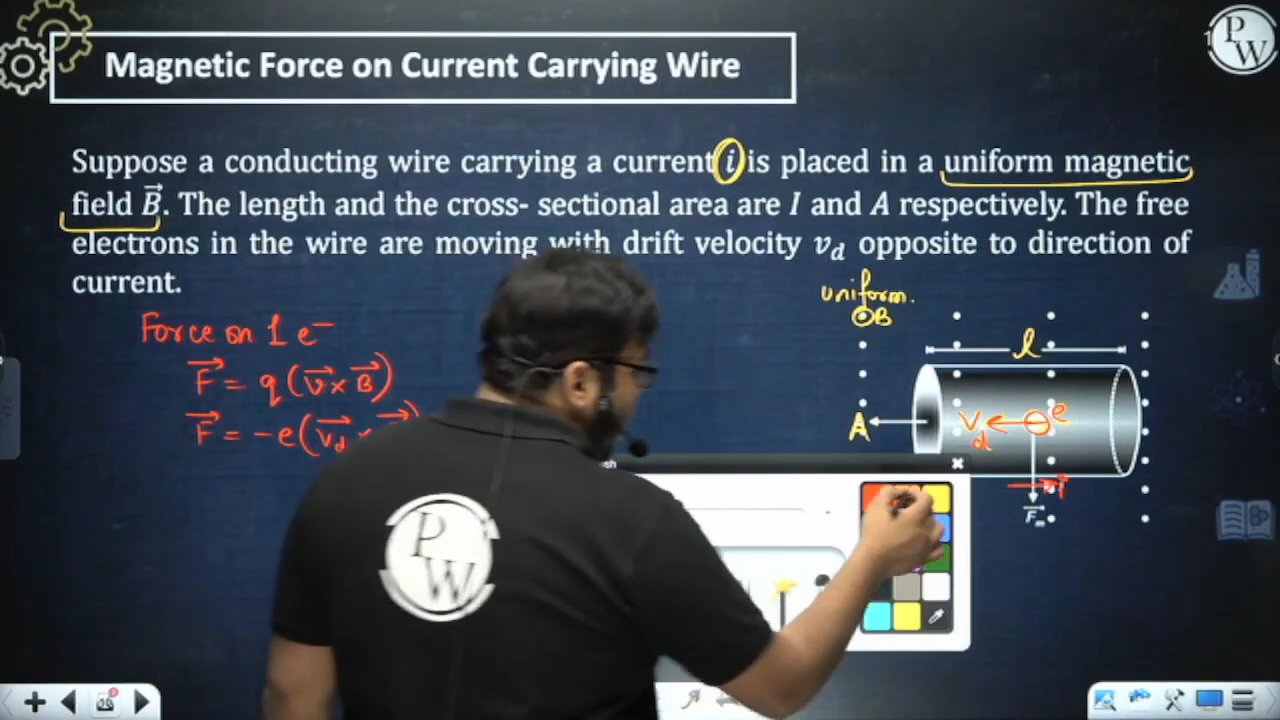 Magnetic Force on Current Carrying Wire
P
W
Suppose a conducting wire carrying a current i is placed in a uniform magnetic
field B⃗. The length and the cross- sectional area are I and A respectively. The free
electrons in the wire are moving with drift velocity v_d opposite to direction of
current.
uniform.
B
Force on 1 e⁻
l
F⃗ = q(v⃗ × B⃗)
A
V_d
e
F⃗ = -e(v⃗_d ×
i
F⃗_m
P
W